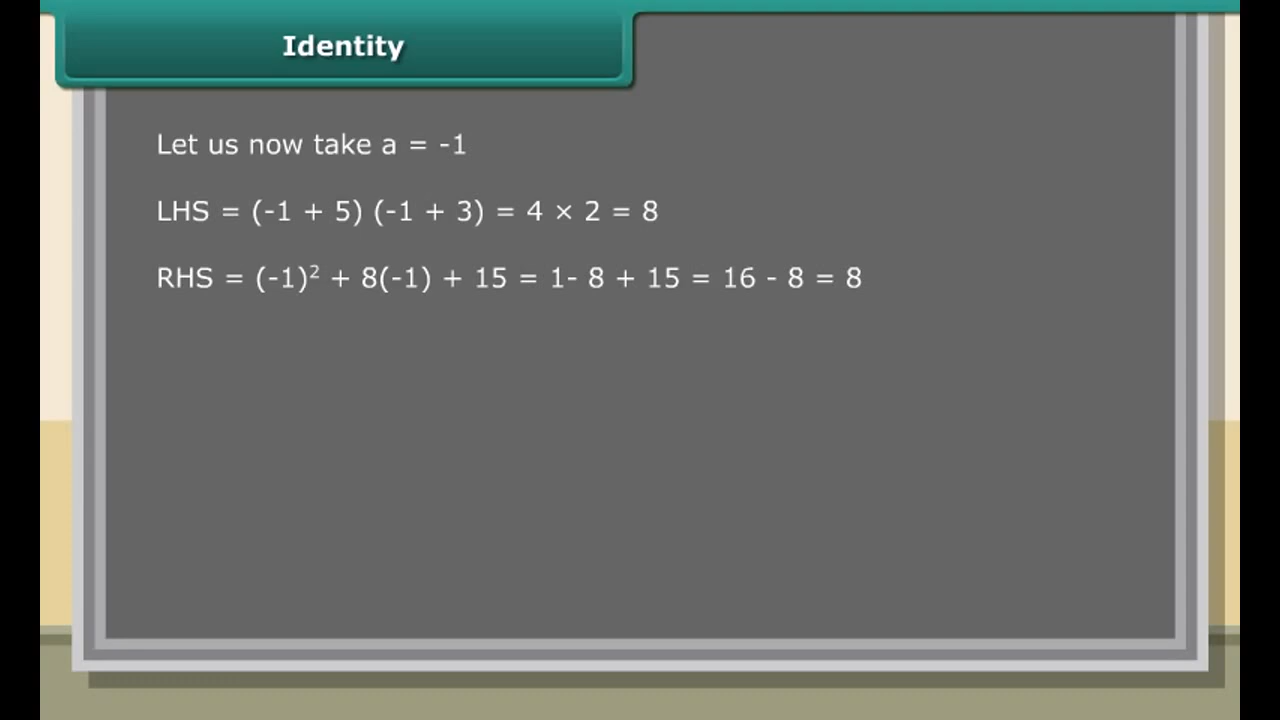 Identity
Let us now take a = -1
LHS = (-1 + 5) (-1 + 3) = 4 × 2 = 8
RHS = (-1)² + 8(-1) + 15 = 1- 8 + 15 = 16 - 8 = 8